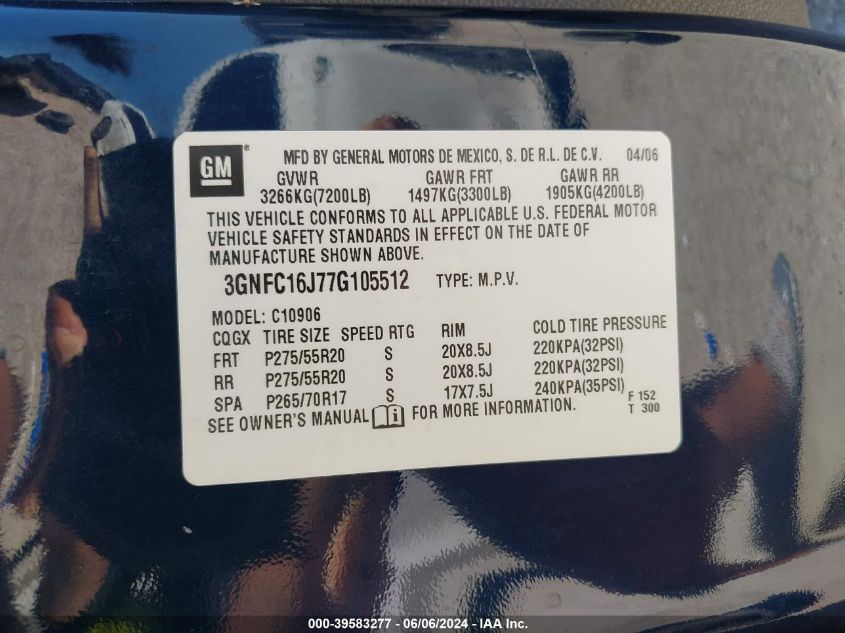 GM
MFD BY GENERAL MOTORS DE MEXICO, S. DE R.L. DE C.V. 04/06
GVWR GAWR FRT GAWR RR
3266KG(7200LB) 1497KG(3300LB) 1905KG(4200LB)
THIS VEHICLE CONFORMS TO ALL APPLICABLE U.S. FEDERAL MOTOR
VEHICLE SAFETY STANDARDS IN EFFECT ON THE DATE OF
MANUFACTURE SHOWN ABOVE.
3GNFC16J77G105512 TYPE: M.P.V.
MODEL: C10906
CQGX TIRE SIZE SPEED RTG RIM COLD TIRE PRESSURE
FRT P275/55R20 S 20X8.5J 220KPA(32PSI)
RR P275/55R20 S 20X8.5J 220KPA(32PSI)
SPA P265/70R17 S 17X7.5J 240KPA(35PSI)
SEE OWNER'S MANUAL FOR MORE INFORMATION.
F 152
T 300
000-39583277 - 06/06/2024 - IAA Inc.